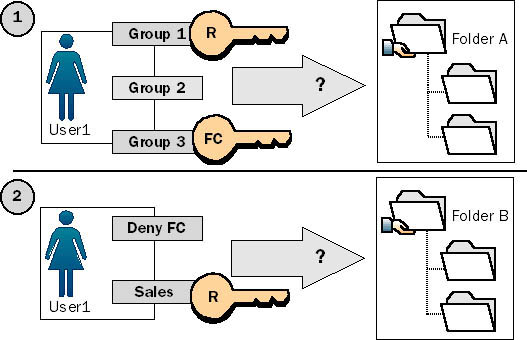 1
Group 1
R
Folder A
Group 2
?
User1
Group 3
FC
2
Deny FC
Folder B
?
Sales
R
User1